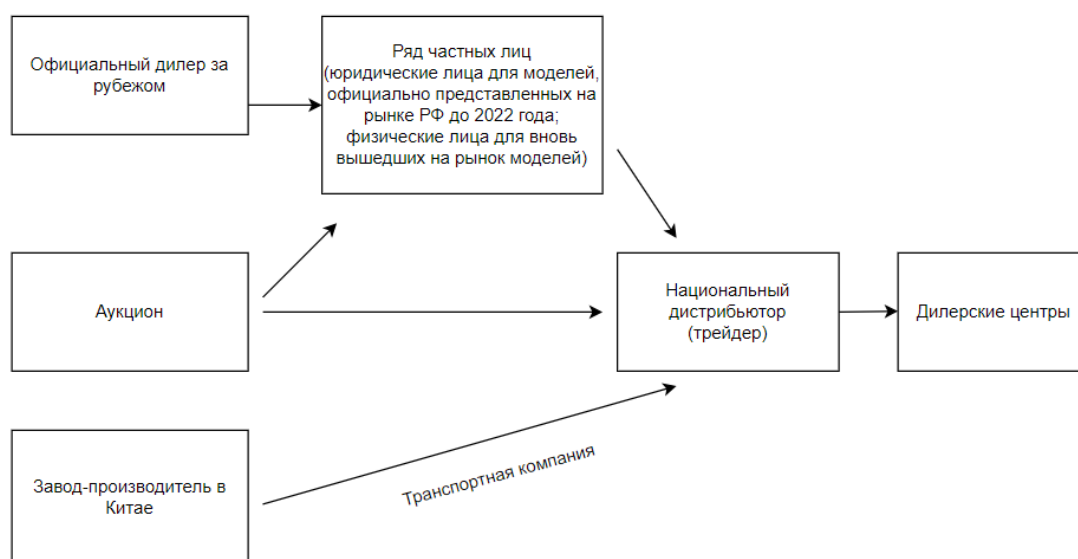 Официальный дилер за
рубежом
Ряд частных лиц
(юридические лица для моделей,
официально представленных на
рынке РФ до 2022 года;
физические лица для вновь
вышедших на рынок моделей)
Аукцион
Национальный
дистрибьютор
(трейдер)
Дилерские центры
Завод-производитель в
Китае
Транспортная компания